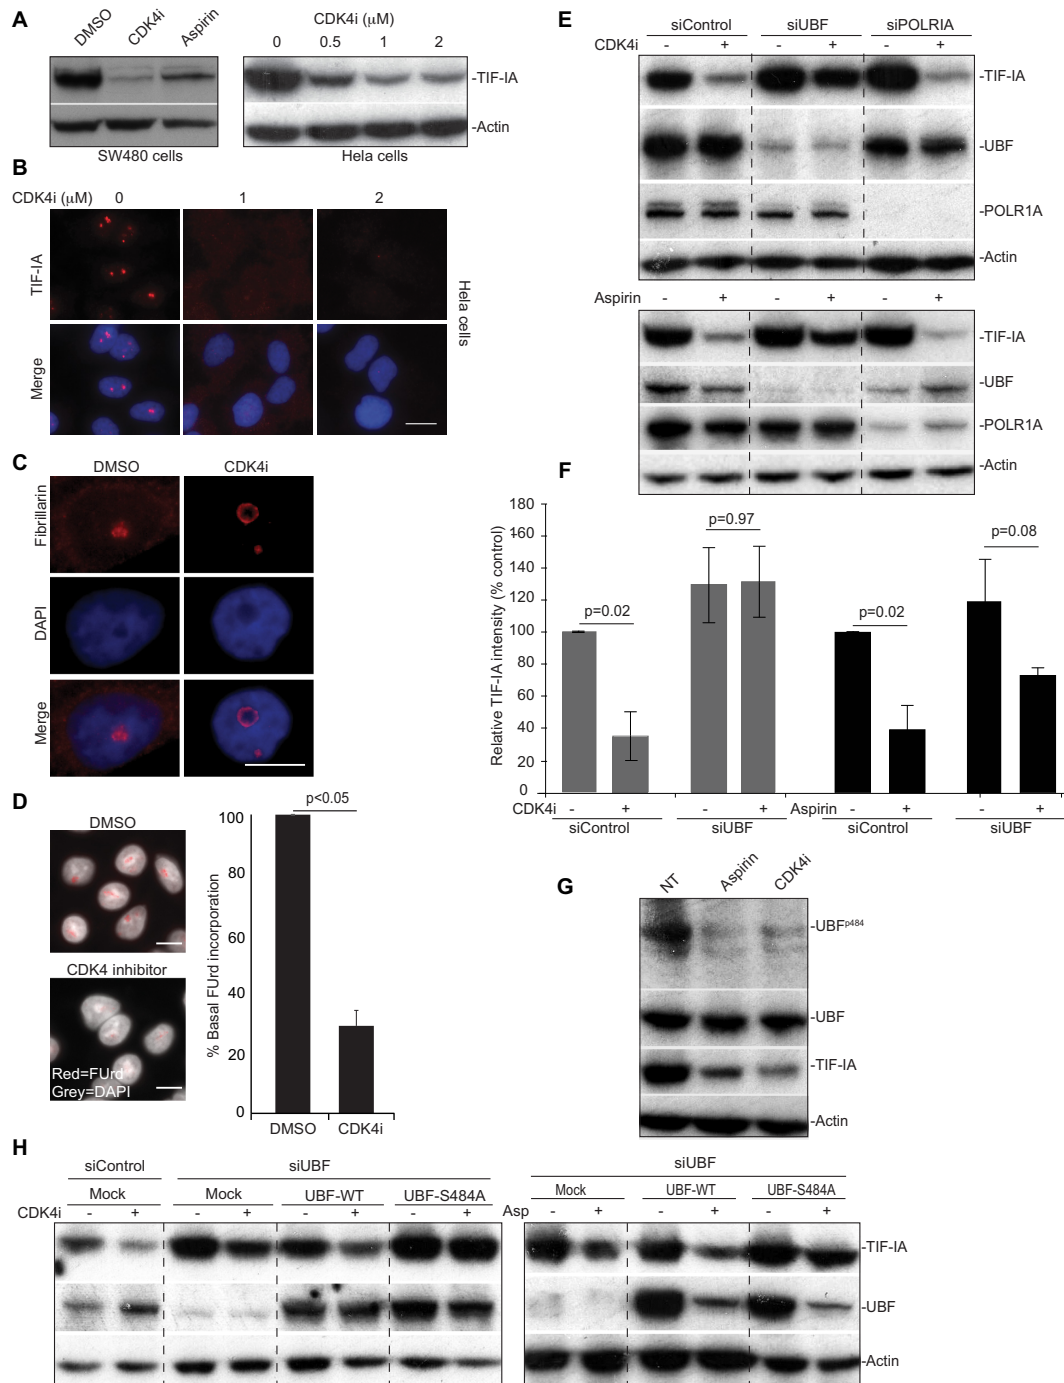 A
DMSO
CDK4i
Aspirin
CDK4i (μM)
0 0.5 1 2
-TIF-IA
-Actin
SW480 cells
Hela cells
B
CDK4i (μM) 0 1 2
TIF-IA
Merge
Hela cells
C
DMSO CDK4i
Fibrillarin
DAPI
Merge
D
DMSO
CDK4 inhibitor
Red=FUrd
Grey=DAPI
p<0.05
% Basal FUrd incorporation
100
80
60
40
20
0
DMSO CDK4i
E
siControl siUBF siPOLRIA
CDK4i - + - + - +
-TIF-IA
-UBF
-POLR1A
-Actin
Aspirin - + - + - +
-TIF-IA
-UBF
-POLR1A
-Actin
F
Relative TIF-IA intensity (% control)
180
160
140
120
100
80
60
40
20
0
p=0.02
p=0.97
p=0.02
p=0.08
CDK4i - + - + Aspirin - + - +
siControl siUBF siControl siUBF
G
NT
Aspirin
CDK4i
-UBFp484
-UBF
-TIF-IA
-Actin
H
siControl siUBF
Mock Mock UBF-WT UBF-S484A
CDK4i - + - + - + - +
siUBF
Mock UBF-WT UBF-S484A
Asp - + - + - +
-TIF-IA
-UBF
-Actin